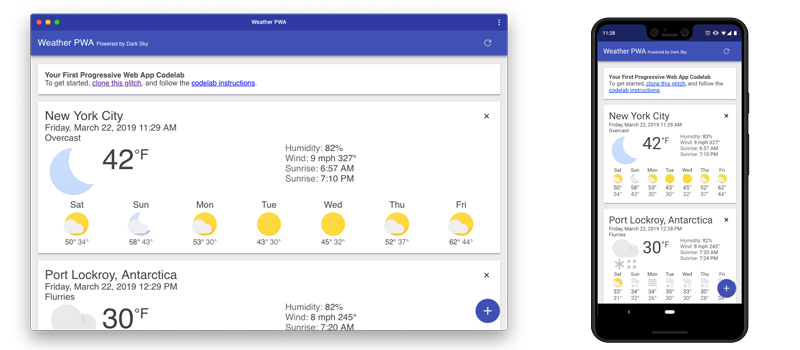 Weather PWA
Weather PWA Powered by Dark Sky
Your First Progressive Web App Codelab
To get started, clone this glitch, and follow the codelab instructions.
New York City
×
Friday, March 22, 2019 11:29 AM
Overcast
42°F
Humidity: 82%
Wind: 9 mph 327°
Sunrise: 6:57 AM
Sunrise: 7:10 PM
Sat Sun Mon Tue Wed Thu Fri
50° 34° 58° 43° 53° 30° 43° 30° 45° 32° 52° 37° 62° 44°
Port Lockroy, Antarctica
×
Friday, March 22, 2019 12:29 PM
Flurries
30°F
Humidity: 82%
Wind: 8 mph 245°
Sunrise: 7:20 AM
+
11:28
Weather PWA Powered by Dark Sky
Your First Progressive Web App Codelab
To get started, clone this glitch, and follow the
codelab instructions.
New York City
×
Friday, March 22, 2019 11:28 AM
Overcast
42°F
Humidity: 83%
Wind: 9 mph 327°
Sunrise: 6:57 AM
Sunrise: 7:10 PM
Sat Sun Mon Tue Wed Thu Fri
50° 58° 53° 43° 45° 52° 62°
34° 43° 30° 30° 32° 37° 44°
Port Lockroy, Antarctica
×
Friday, March 22, 2019 12:28 PM
Flurries
30°F
Humidity: 82%
Wind: 8 mph 245°
Sunrise: 7:20 AM
Sunrise: 7:24 PM
Sat Sun Mon Tue Wed Thu Fri
33° 34° 34° 30° 33° 34°
31° 32° 26° 30° 30° 28° 34°
+